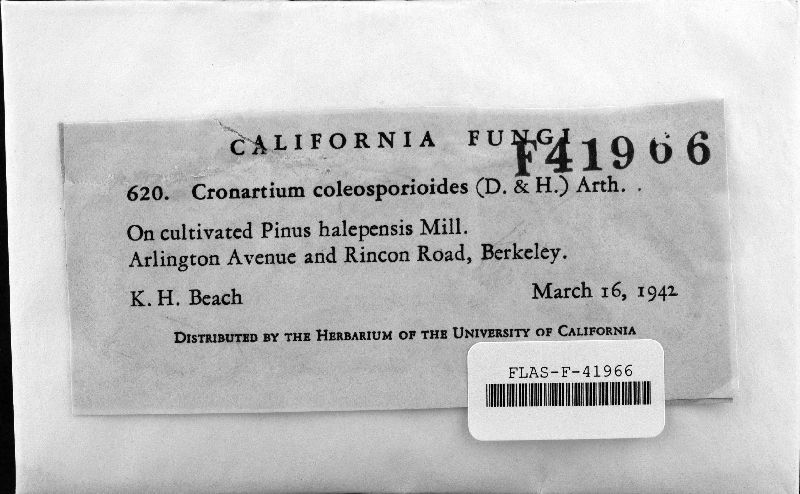 CALIFORNIA FUNGI
F41966
620. Cronartium coleosporioides (D. & H.) Arth.
On cultivated Pinus halepensis Mill.
Arlington Avenue and Rincon Road, Berkeley.
K. H. Beach March 16, 1942
DISTRIBUTED BY THE HERBARIUM OF THE UNIVERSITY OF CALIFORNIA
FLAS-F-41966